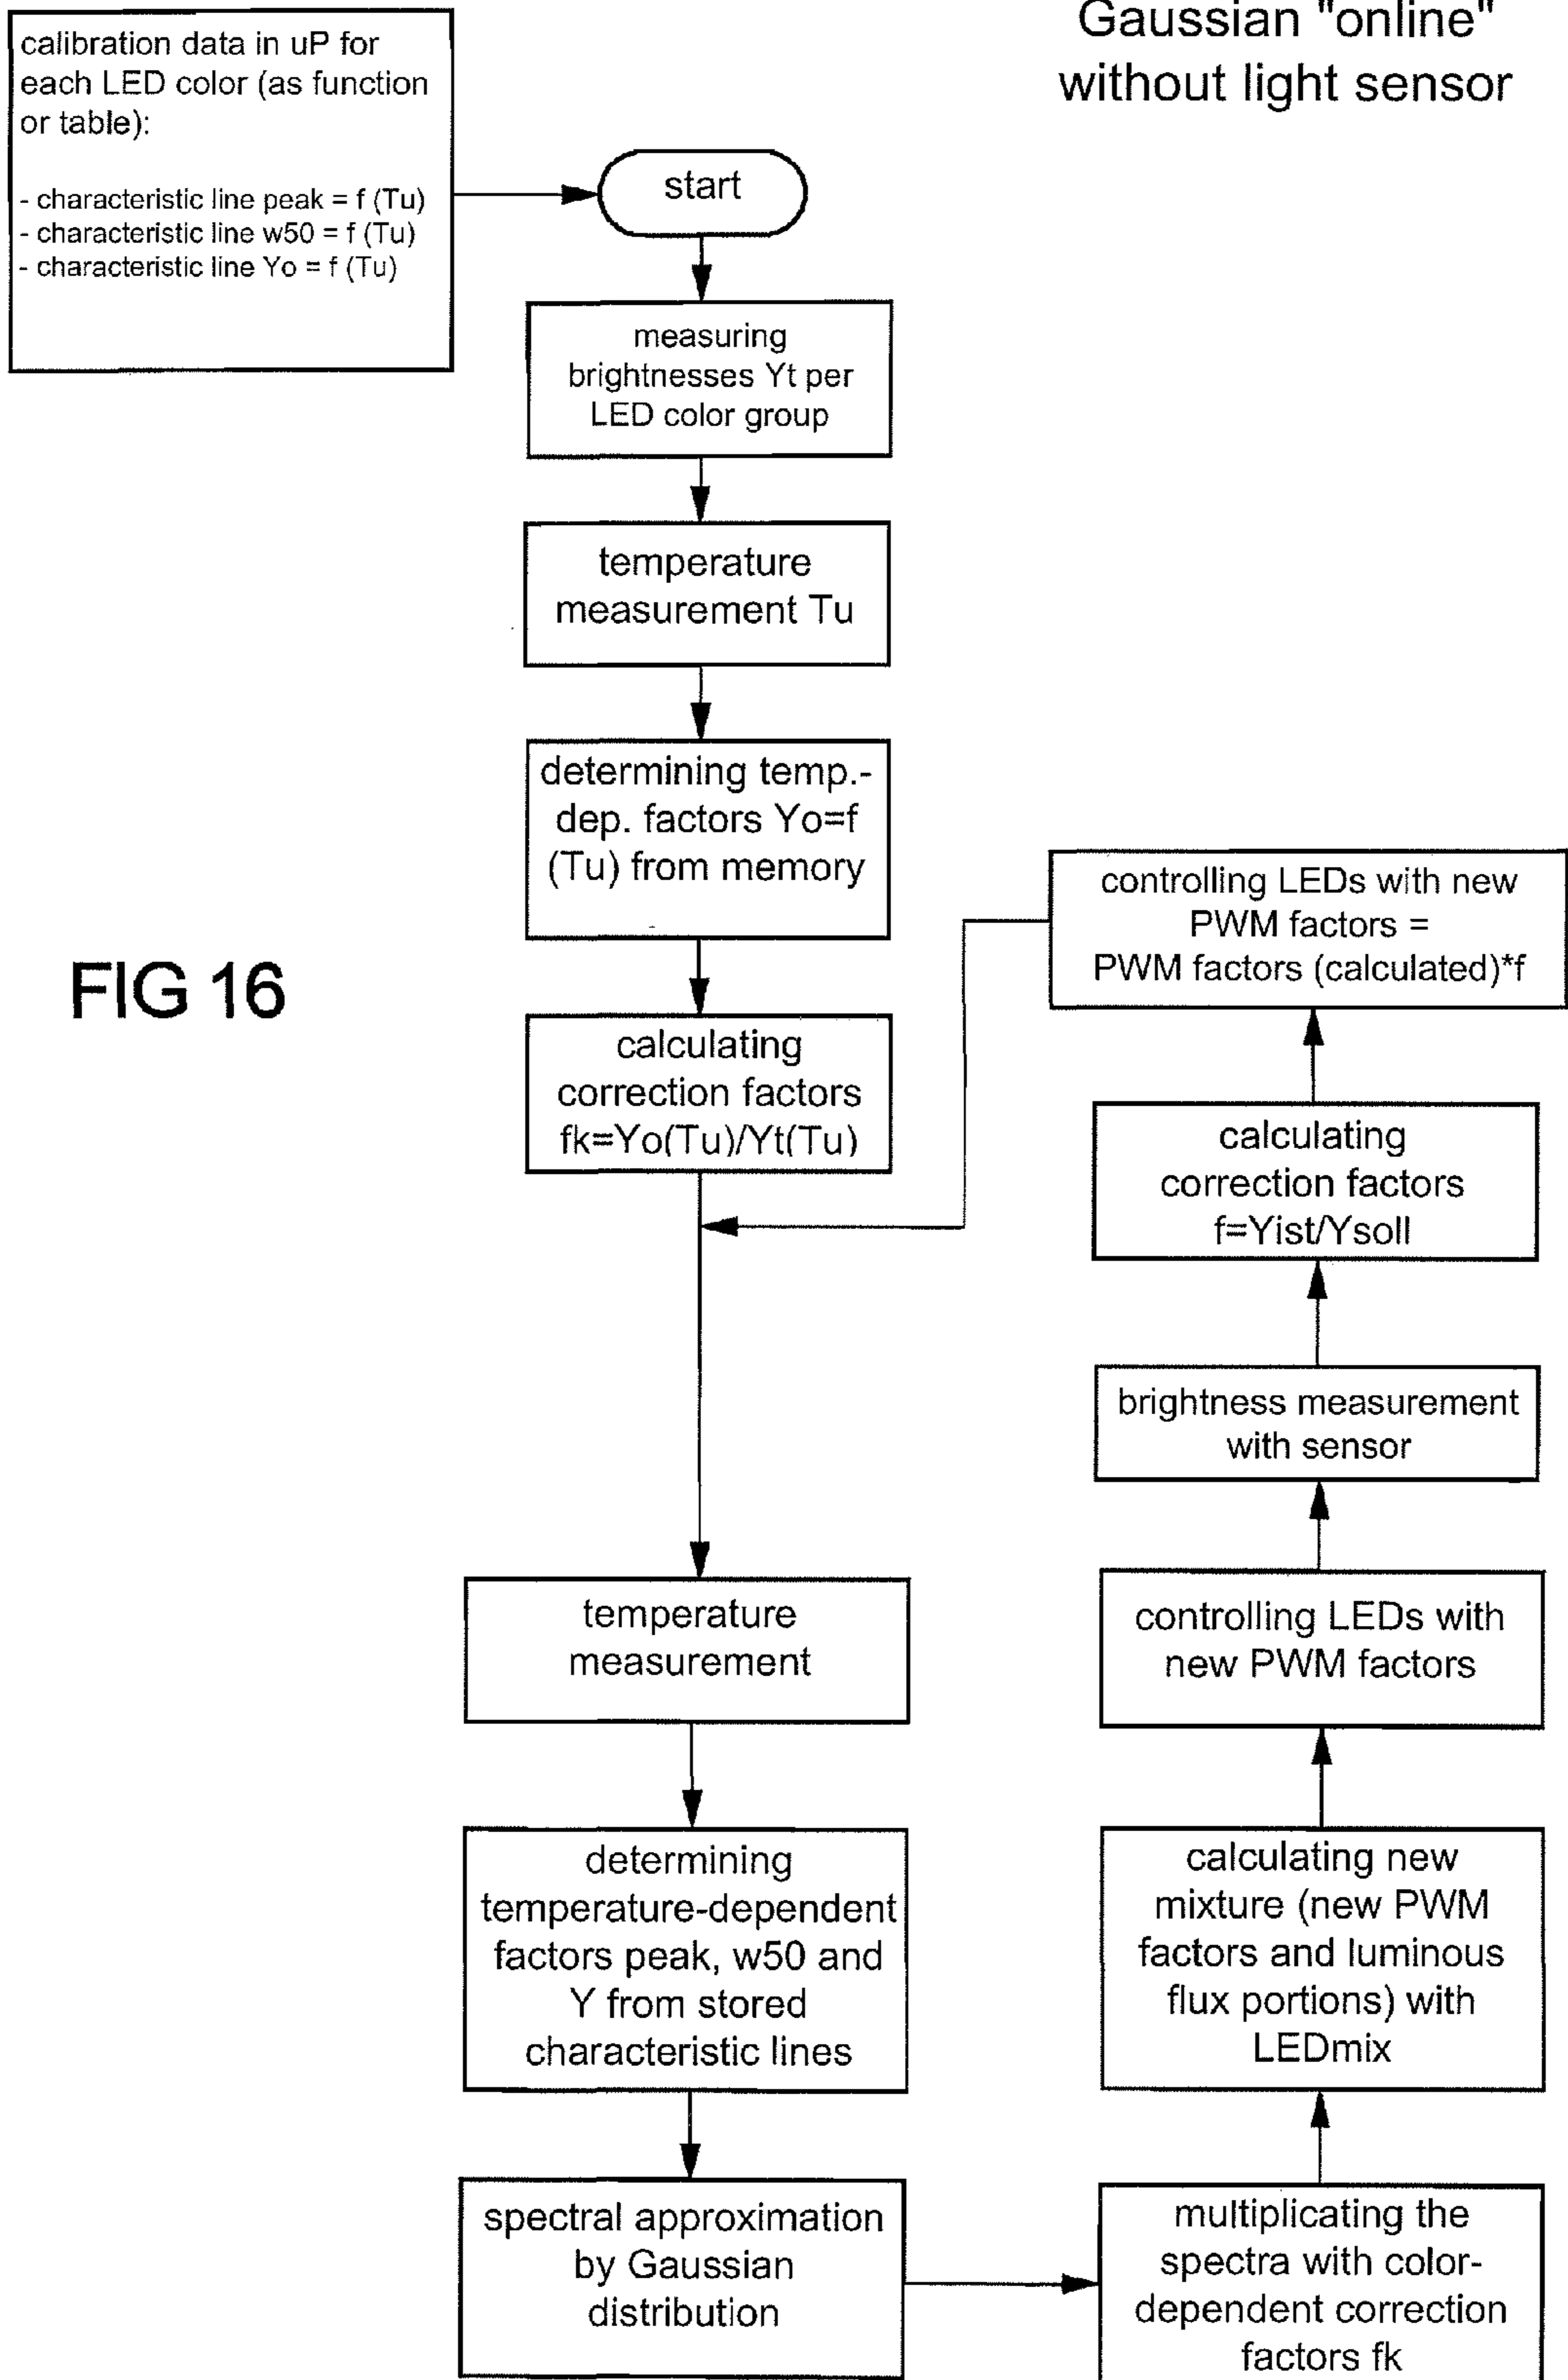 Gaussian "online"
without light sensor
calibration data in uP for
each LED color (as function
or table):
- characteristic line peak = f (Tu)
- characteristic line w50 = f (Tu)
- characteristic line Yo = f (Tu)
start
measuring
brightnesses Yt per
LED color group
temperature
measurement Tu
determining temp.-
dep. factors Yo=f
(Tu) from memory
calculating
correction factors
fk=Yo(Tu)/Yt(Tu)
FIG 16
temperature
measurement
determining
temperature-dependent
factors peak, w50 and
Y from stored
characteristic lines
spectral approximation
by Gaussian
distribution
multiplicating the
spectra with color-
dependent correction
factors fk
calculating new
mixture (new PWM
factors and luminous
flux portions) with
LEDmix
controlling LEDs with
new PWM factors
brightness measurement
with sensor
calculating
correction factors
f=Yist/Ysoll
controlling LEDs with new
PWM factors =
PWM factors (calculated)*f